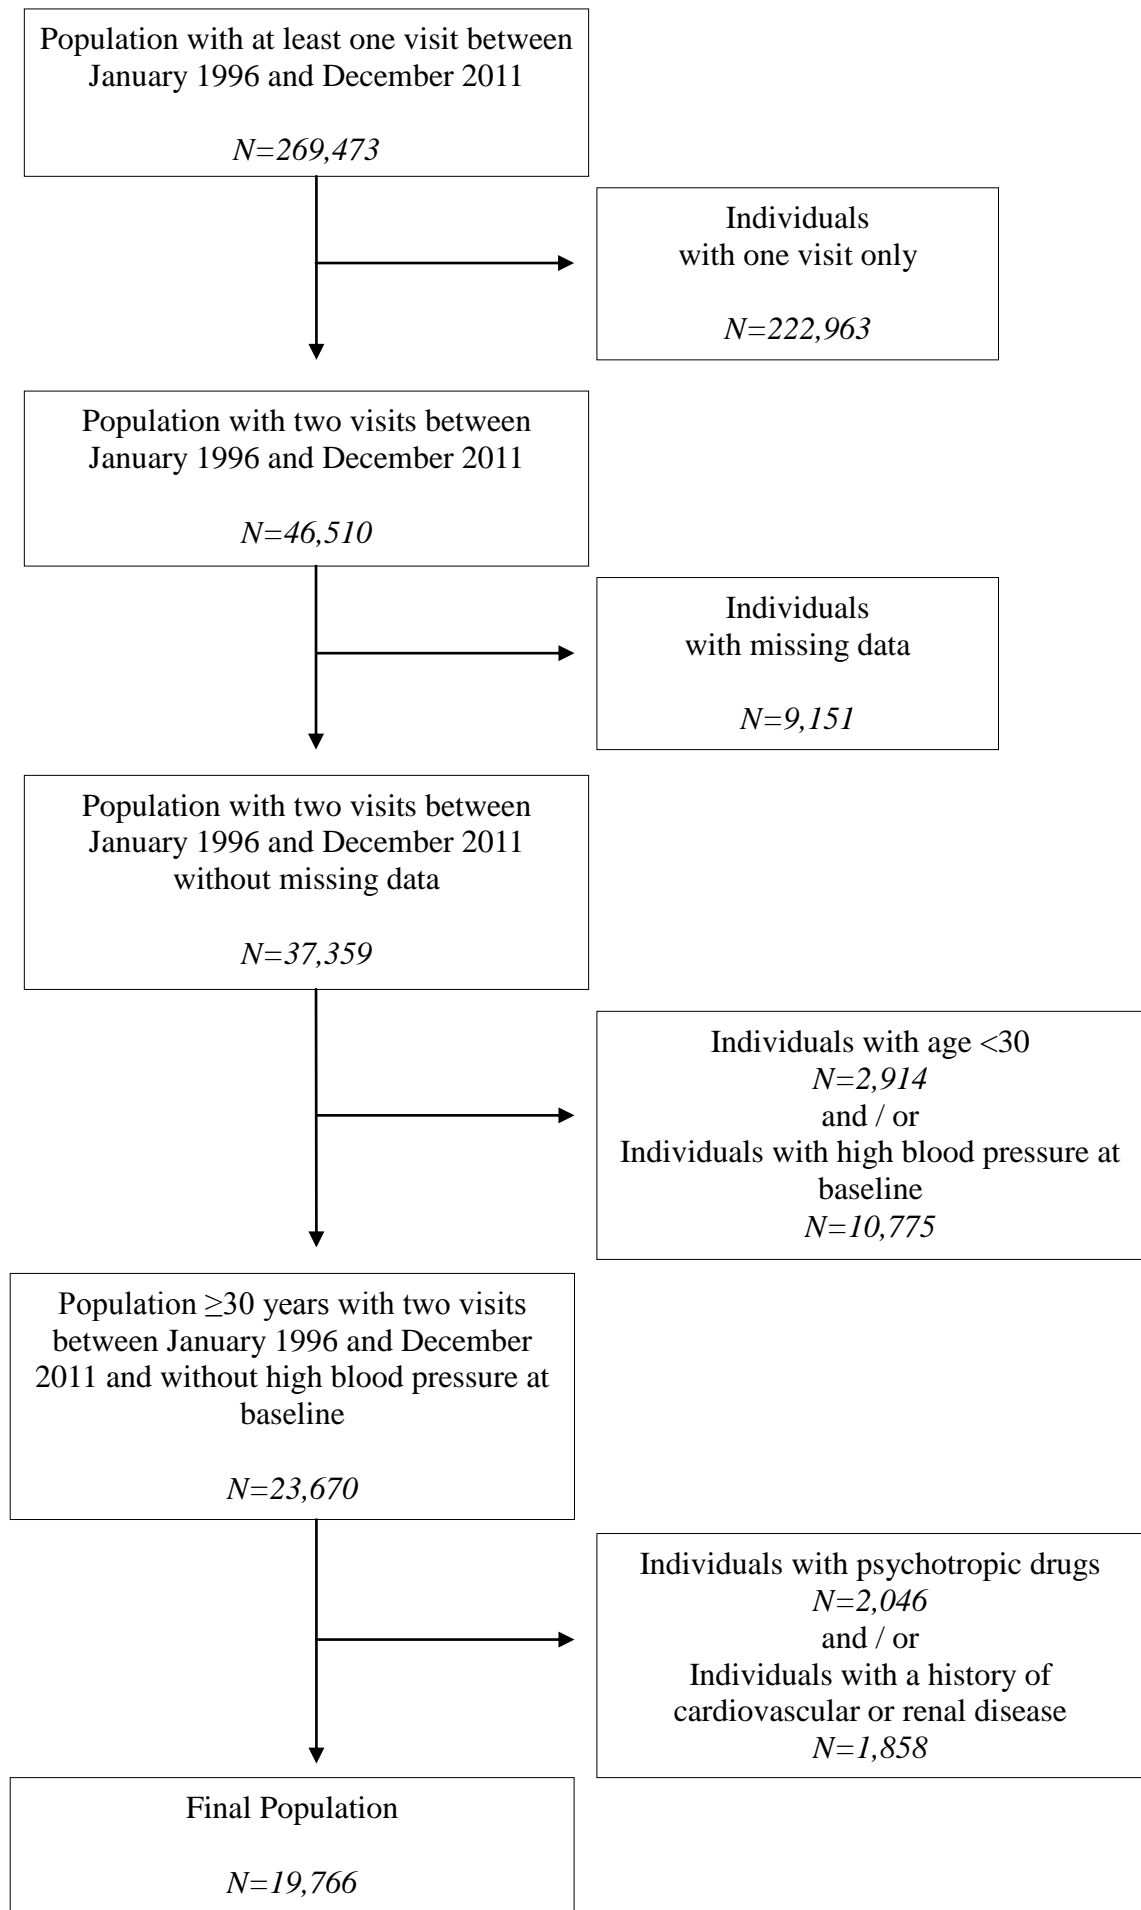 Population with at least one visit between
January 1996 and December 2011
N=269,473
Individuals
with one visit only
N=222,963
Population with two visits between
January 1996 and December 2011
N=46,510
Individuals
with missing data
N=9,151
Population with two visits between
January 1996 and December 2011
without missing data
N=37,359
Individuals with age <30
N=2,914
and / or
Individuals with high blood pressure at
baseline
N=10,775
Population ≥30 years with two visits
between January 1996 and December
2011 and without high blood pressure at
baseline
N=23,670
Individuals with psychotropic drugs
N=2,046
and / or
Individuals with a history of
cardiovascular or renal disease
N=1,858
Final Population
N=19,766